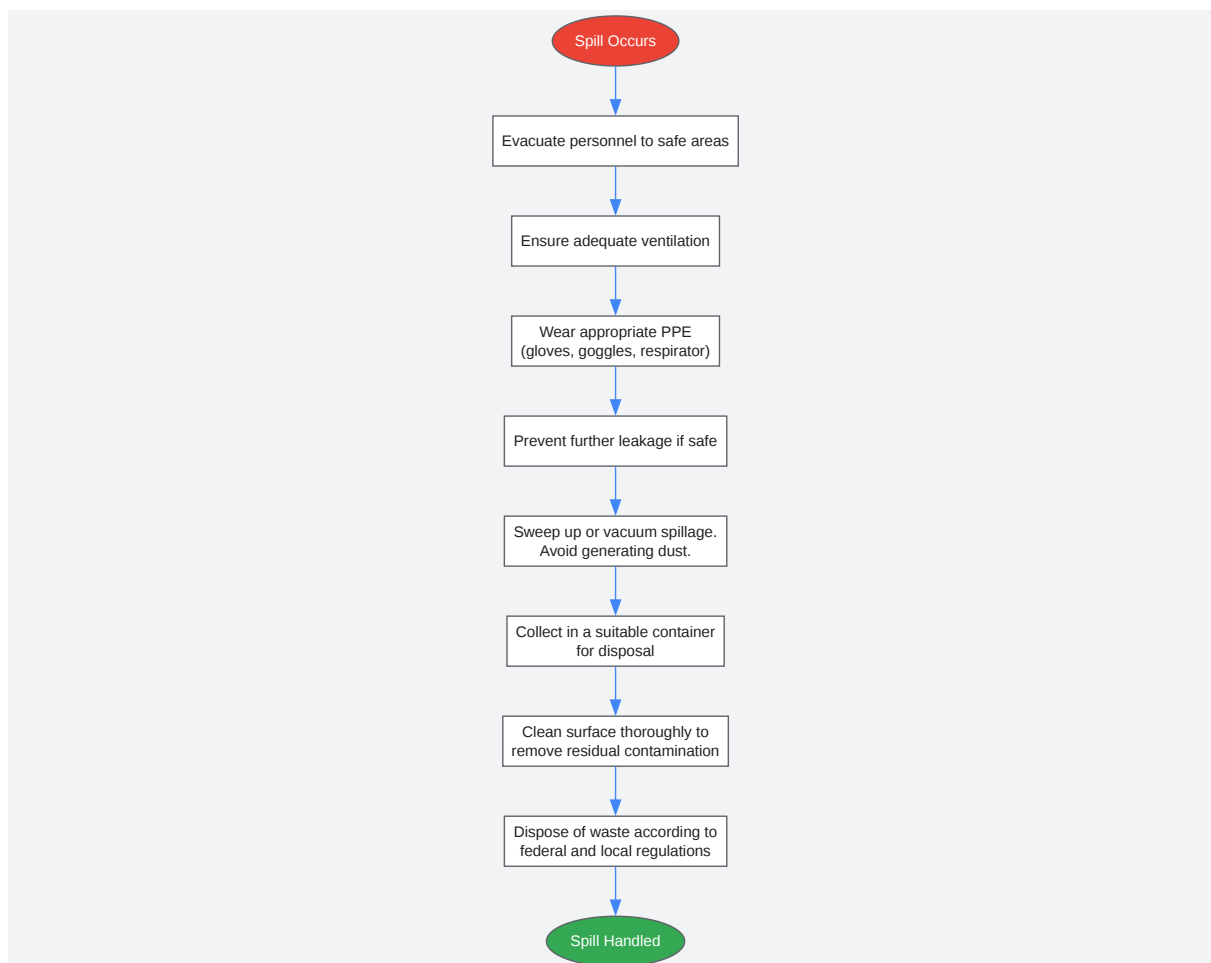 Spill Occurs
Evacuate personnel to safe areas
Ensure adequate ventilation
Wear appropriate PPE
(gloves, goggles, respirator)
Prevent further leakage if safe
Sweep up or vacuum spillage.
Avoid generating dust.
Collect in a suitable container
for disposal
Clean surface thoroughly to
remove residual contamination
Dispose of waste according to
federal and local regulations
Spill Handled